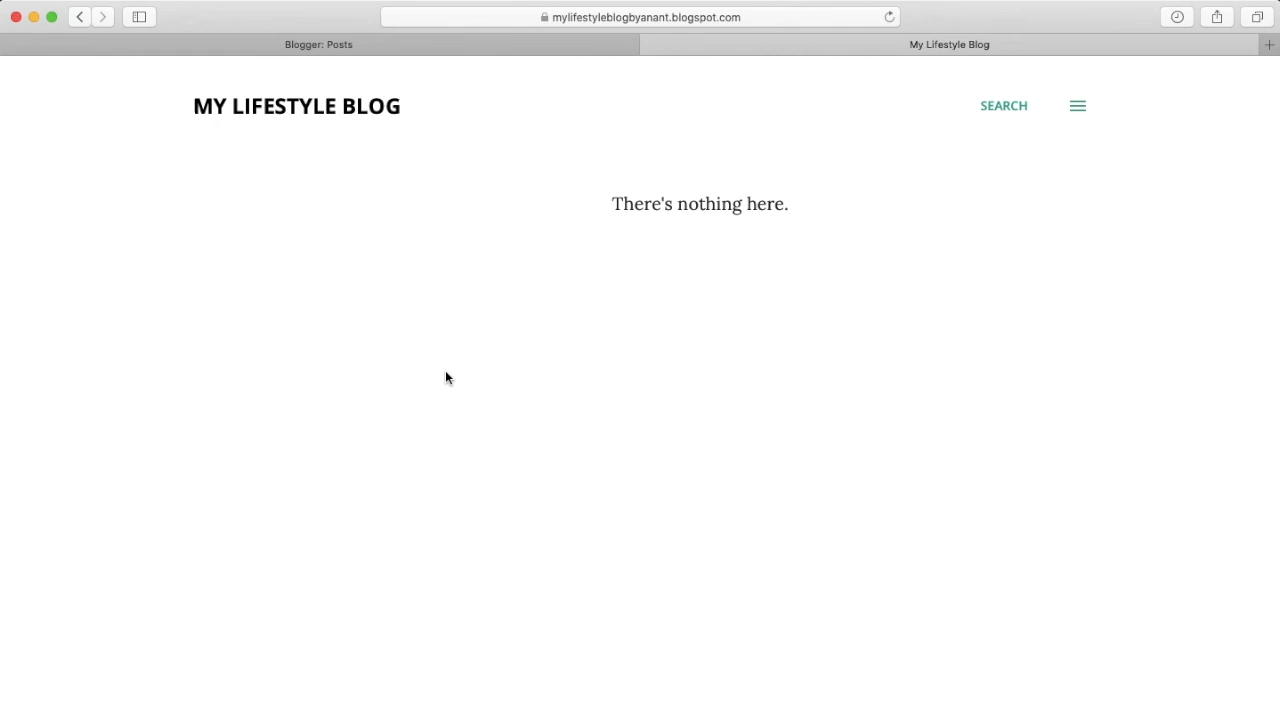 mylifestyleblogbyanant.blogspot.com
Blogger: Posts
My Lifestyle Blog
MY LIFESTYLE BLOG
SEARCH
There's nothing here.